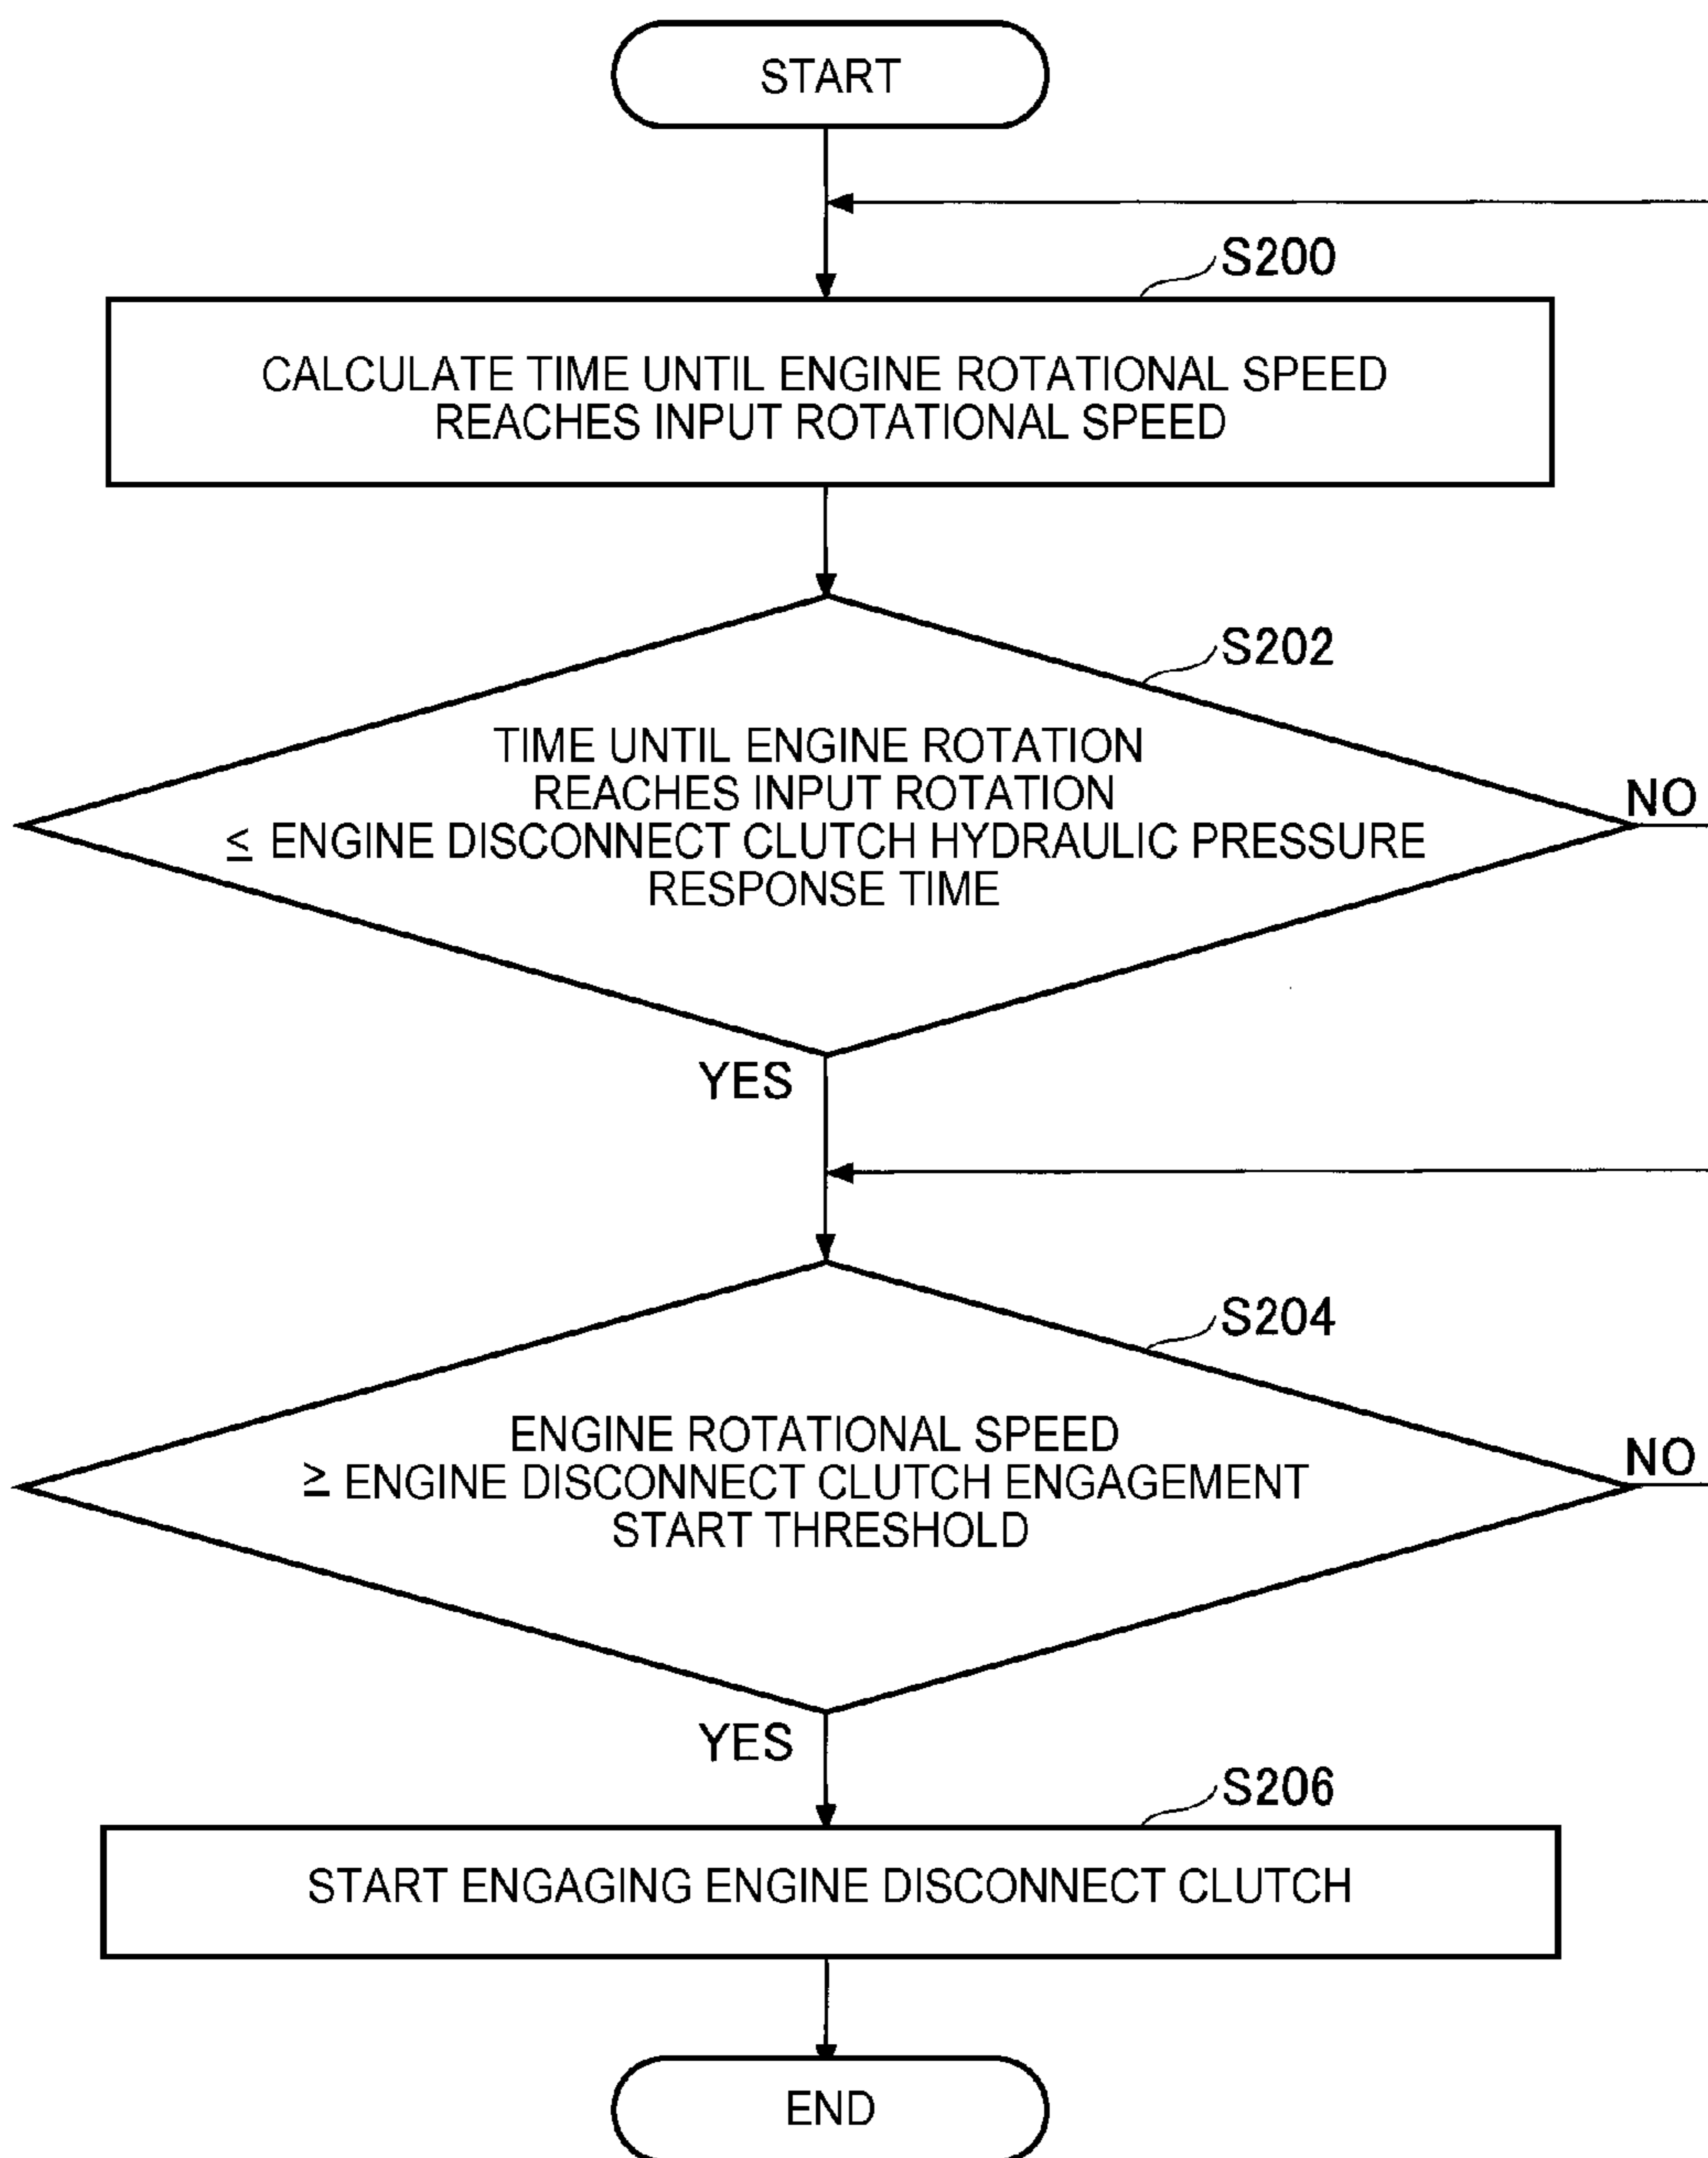 START
S200
CALCULATE TIME UNTIL ENGINE ROTATIONAL SPEED
REACHES INPUT ROTATIONAL SPEED
S202
TIME UNTIL ENGINE ROTATION
REACHES INPUT ROTATION
≤ ENGINE DISCONNECT CLUTCH HYDRAULIC PRESSURE
RESPONSE TIME
NO
YES
S204
ENGINE ROTATIONAL SPEED
≥ ENGINE DISCONNECT CLUTCH ENGAGEMENT
START THRESHOLD
NO
YES
S206
START ENGAGING ENGINE DISCONNECT CLUTCH
END